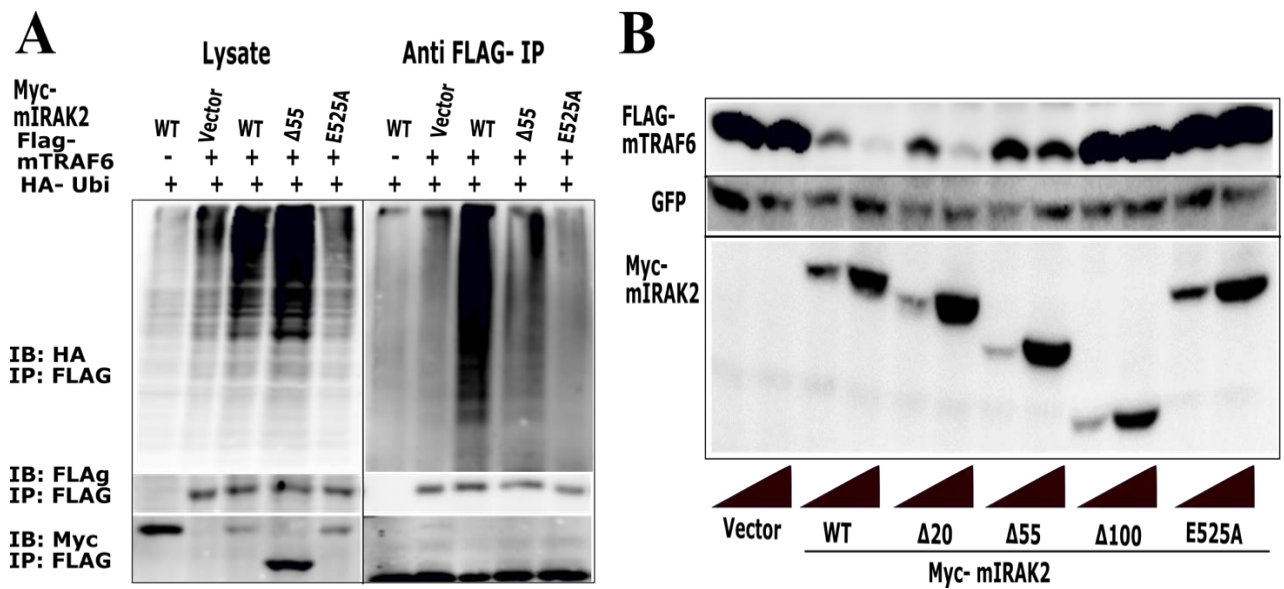 A
Lysate
Anti FLAG- IP
Myc-
mIRAK2
WT
Vector
WT
Δ55
E525A
WT
Vector
WT
Δ55
E525A
Flag-
mTRAF6
- + + + + - + + + +
HA- Ubi
+ + + + + + + + + +
IB: HA
IP: FLAG
IB: FLAg
IP: FLAG
IB: Myc
IP: FLAG
B
FLAG-
mTRAF6
GFP
Myc-
mIRAK2
Vector WT Δ20 Δ55 Δ100 E525A
Myc- mIRAK2